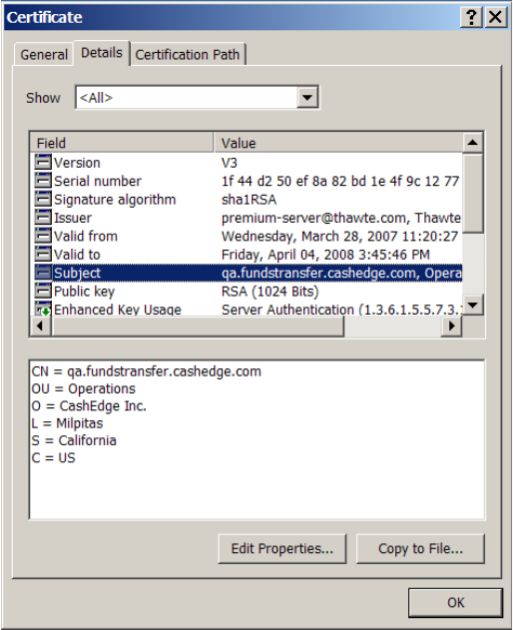 Certificate
General Details Certification Path
Show <All>
Field Value
Version V3
Serial number 1f 44 d2 50 ef 8a 82 bd 1e 4f 9c 12 77
Signature algorithm sha1RSA
Issuer premium-server@thawte.com, Thawte
Valid from Wednesday, March 28, 2007 11:20:27
Valid to Friday, April 04, 2008 3:45:46 PM
Subject qa.fundstransfer.cashedge.com, Opera
Public key RSA (1024 Bits)
Enhanced Key Usage Server Authentication (1.3.6.1.5.5.7.3.
CN = qa.fundstransfer.cashedge.com
OU = Operations
O = CashEdge Inc.
L = Milpitas
S = California
C = US
Edit Properties... Copy to File...
OK